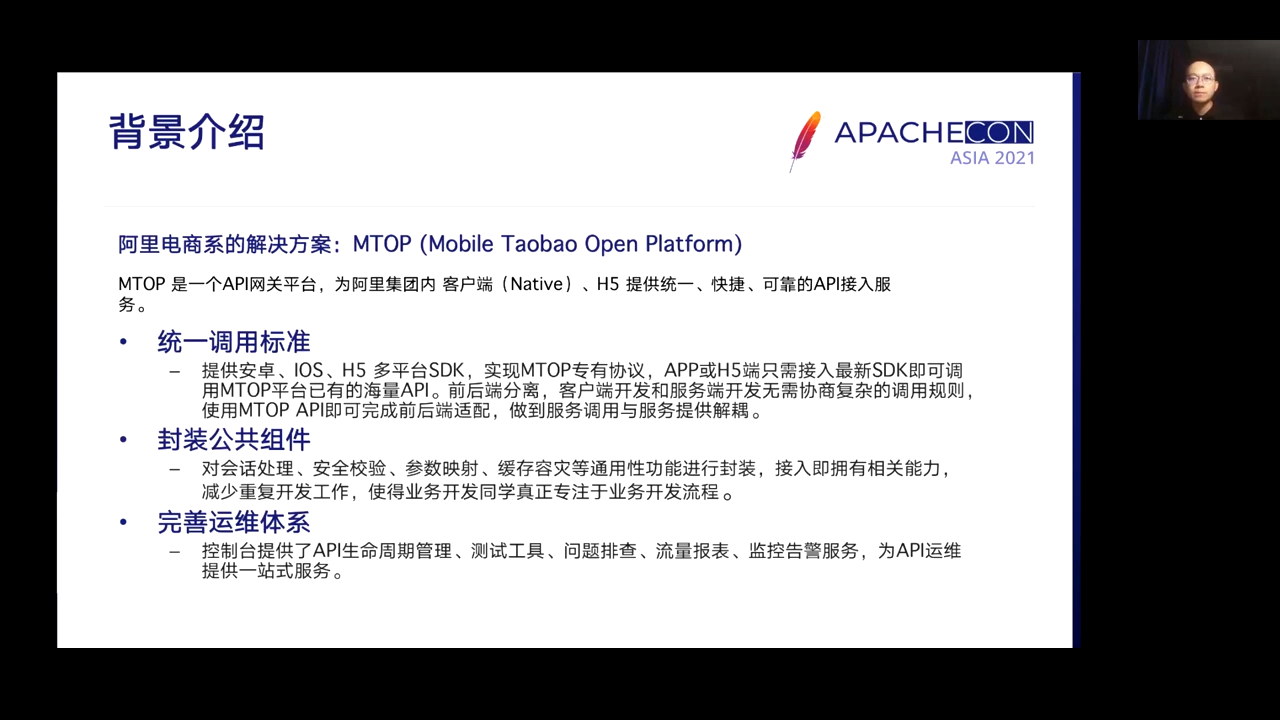 背景介绍
APACHECON
ASIA 2021
阿里电商系的解决方案：MTOP (Mobile Taobao Open Platform)
MTOP 是一个API网关平台，为阿里集团内 客户端（Native）、H5 提供统一、快捷、可靠的API接入服
务。
• 统一调用标准
– 提供安卓、IOS、H5 多平台SDK，实现MTOP专有协议，APP或H5端只需接入最新SDK即可调
用MTOP平台已有的海量API。前后端分离，客户端开发和服务端开发无需协商复杂的调用规则，
使用MTOP API即可完成前后端适配，做到服务调用与服务提供解耦。
• 封装公共组件
– 对会话处理、安全校验、参数映射、缓存容灾等通用性功能进行封装，接入即拥有相关能力，
减少重复开发工作，使得业务开发同学真正专注于业务开发流程。
• 完善运维体系
– 控制台提供了API生命周期管理、测试工具、问题排查、流量报表、监控告警服务，为API运维
提供一站式服务。